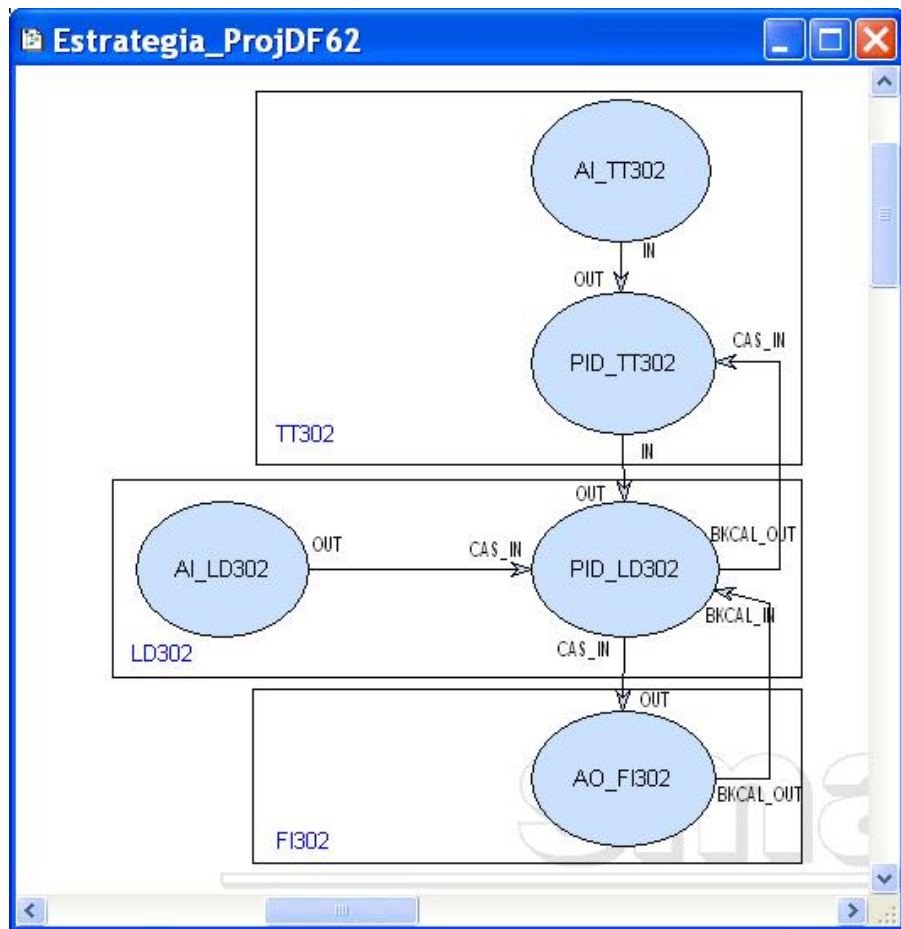 Estrategia_ProjDF62
AI_TT302
IN
OUT
CAS_IN
PID_TT302
TT302
IN
OUT
BKCAL_OUT
OUT
CAS_IN
AI_LD302
PID_LD302
BKCAL_IN
LD302
CAS_IN
OUT
AO_FI302
BKCAL_OUT
FI302
sma